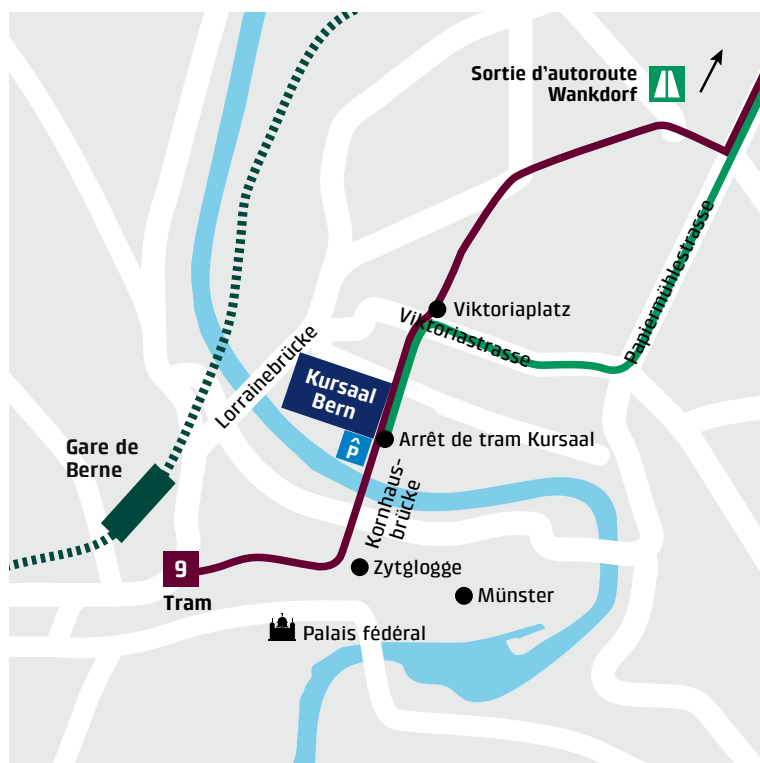 Sortie d'autoroute
Wankdorf
Papiermühlestrasse
Viktoriaplatz
Viktoriastrasse
Lorrainebrücke
Kursaal
Bern
P
Arrêt de tram Kursaal
Gare de
Berne
Kornhaus-
brücke
9
Tram
Zytglogge
Münster
Palais fédéral